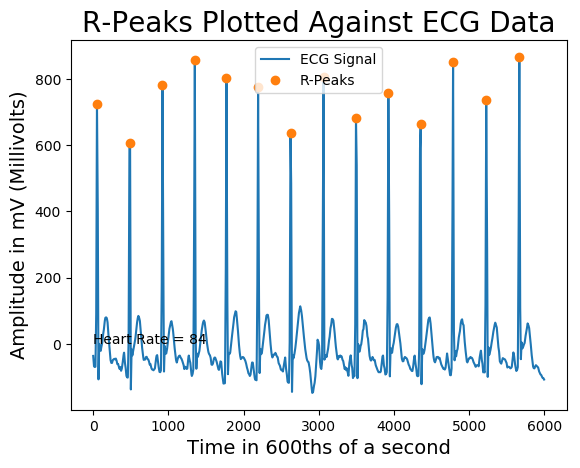 R-Peaks Plotted Against ECG Data
ECG Signal
R-Peaks
Amplitude in mV (Millivolts)
800
600
400
200
0
Heart Rate = 84
0 1000 2000 3000 4000 5000 6000
Time in 600ths of a second